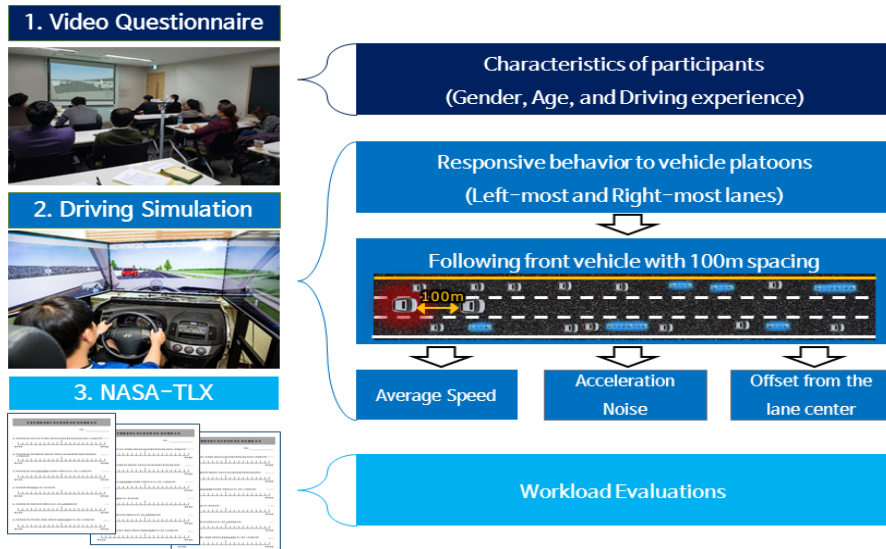 1. Video Questionnaire
Characteristics of participants
(Gender, Age, and Driving experience)
2. Driving Simulation
Responsive behavior to vehicle platoons
(Left-most and Right-most lanes)
Following front vehicle with 100m spacing
100m
Average Speed
Acceleration
Noise
Offset from the
lane center
3. NASA-TLX
Workload Evaluations